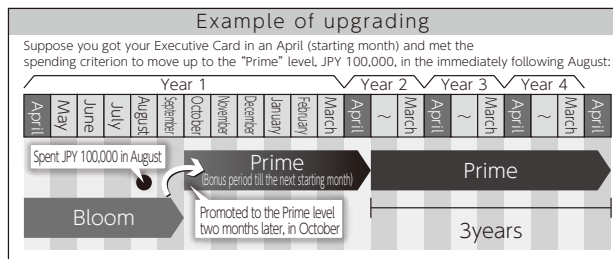 Example of upgrading
Suppose you got your Executive Card in an April (starting month) and met the
spending criterion to move up to the "Prime" level, JPY 100,000, in the immediately following August:
Year 1 Year 2 Year 3 Year 4
April May June July August September October November December January February March April ~ March April ~ March April ~ March April
Spent JPY 100,000 in August
Prime
(Bonus period till the next starting month)
Prime
Bloom
Promoted to the Prime level
two months later, in October
3years